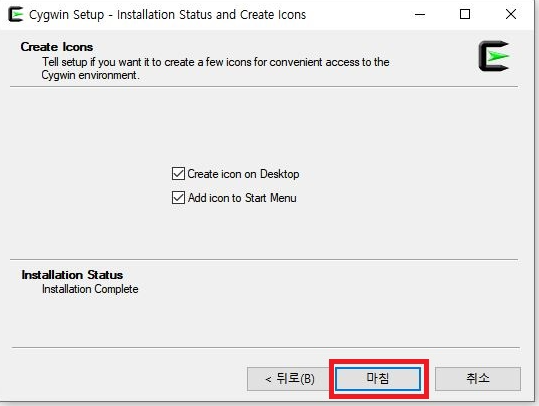 Cygwin Setup - Installation Status and Create Icons
Create Icons
Tell setup if you want it to create a few icons for convenient access to the
Cygwin environment.
Create icon on Desktop
Add icon to Start Menu
Installation Status
Installation Complete
< 뒤로(B)
마침
취소